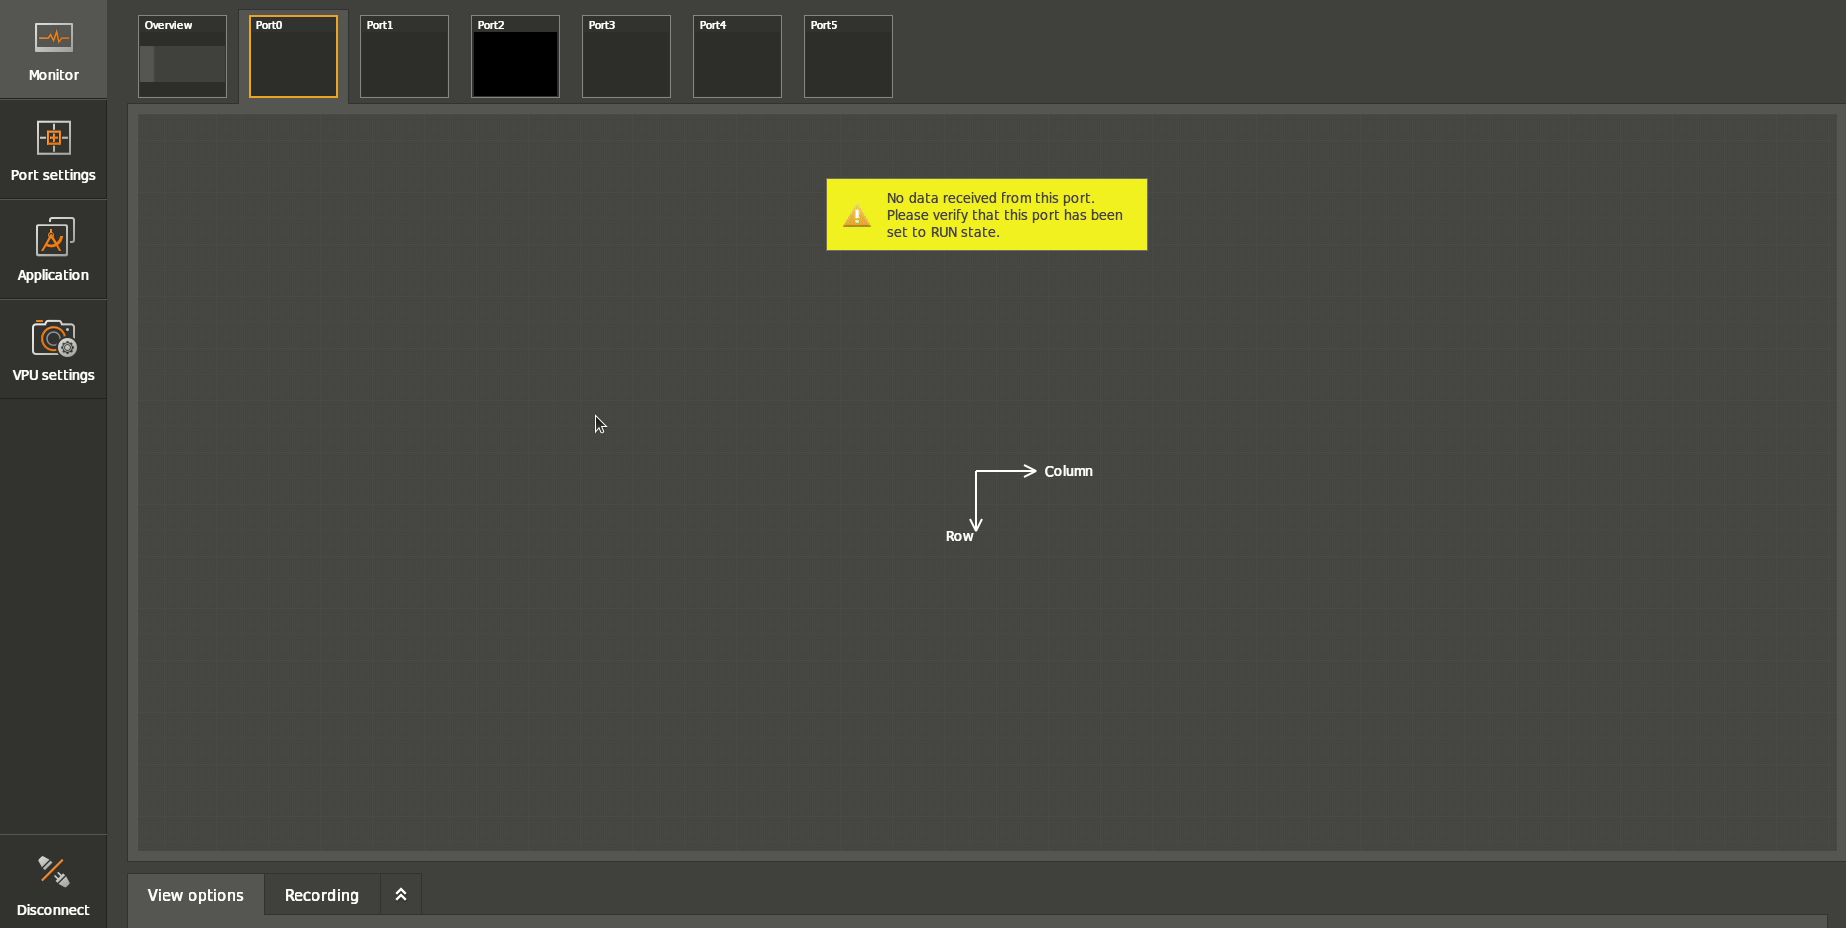 Monitor
Port settings
Application
VPU settings
Disconnect
Overview
Port0
Port1
Port2
Port3
Port4
Port5
No data received from this port.
Please verify that this port has been
set to RUN state.
Column
Row
View options
Recording